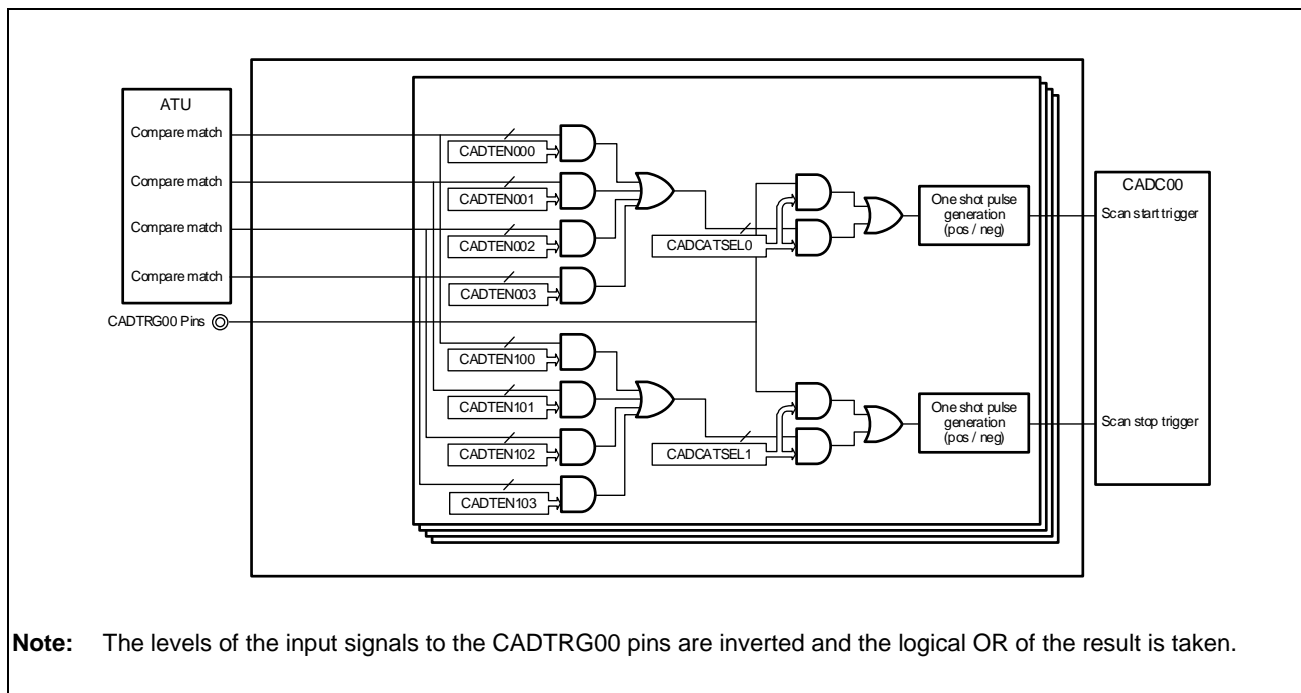 ATU
Compare match
Compare match
Compare match
Compare match
CADTRG00 Pins
CADTEN000
CADTEN001
CADTEN002
CADTEN003
CADTEN100
CADTEN101
CADTEN102
CADTEN103
CADCATSEL0
CADCATSEL1
One shot pulse
generation
(pos / neg)
One shot pulse
generation
(pos / neg)
CADC00
Scan start trigger
Scan stop trigger
Note: The levels of the input signals to the CADTRG00 pins are inverted and the logical OR of the result is taken.